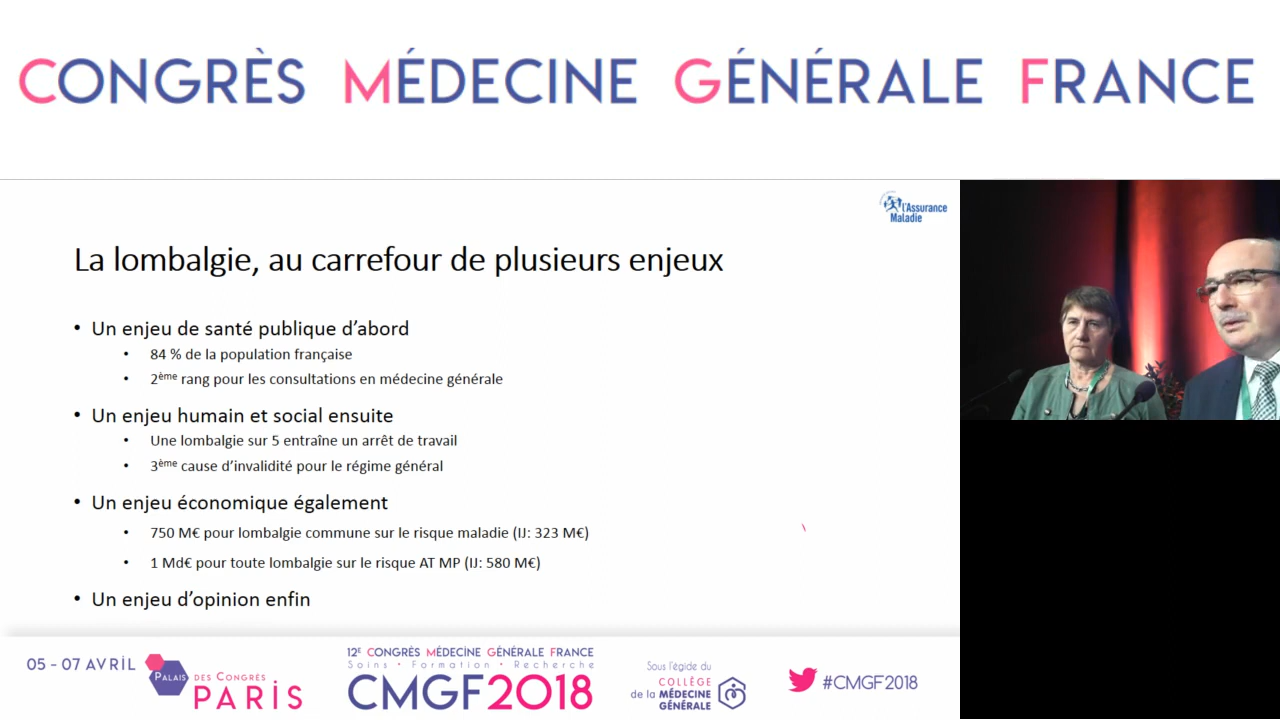 CONGRÈS MÉDECINE GÉNÉRALE FRANCE
l'Assurance
Maladie
La lombalgie, au carrefour de plusieurs enjeux
• Un enjeu de santé publique d'abord
• 84 % de la population française
• 2ème rang pour les consultations en médecine générale
• Un enjeu humain et social ensuite
• Une lombalgie sur 5 entraîne un arrêt de travail
• 3ème cause d'invalidité pour le régime général
• Un enjeu économique également
• 750 M€ pour lombalgie commune sur le risque maladie (IJ: 323 M€)
• 1 Md€ pour toute lombalgie sur le risque AT MP (IJ: 580 M€)
• Un enjeu d'opinion enfin
05 - 07 AVRIL
PALAIS DES CONGRÈS
PARIS
12E CONGRÈS MÉDECINE GÉNÉRALE FRANCE
Soins • Formation • Recherche
CMGF2018
Sous l'égide du
COLLÈGE
de la MÉDECINE
GÉNÉRALE
#CMGF2018